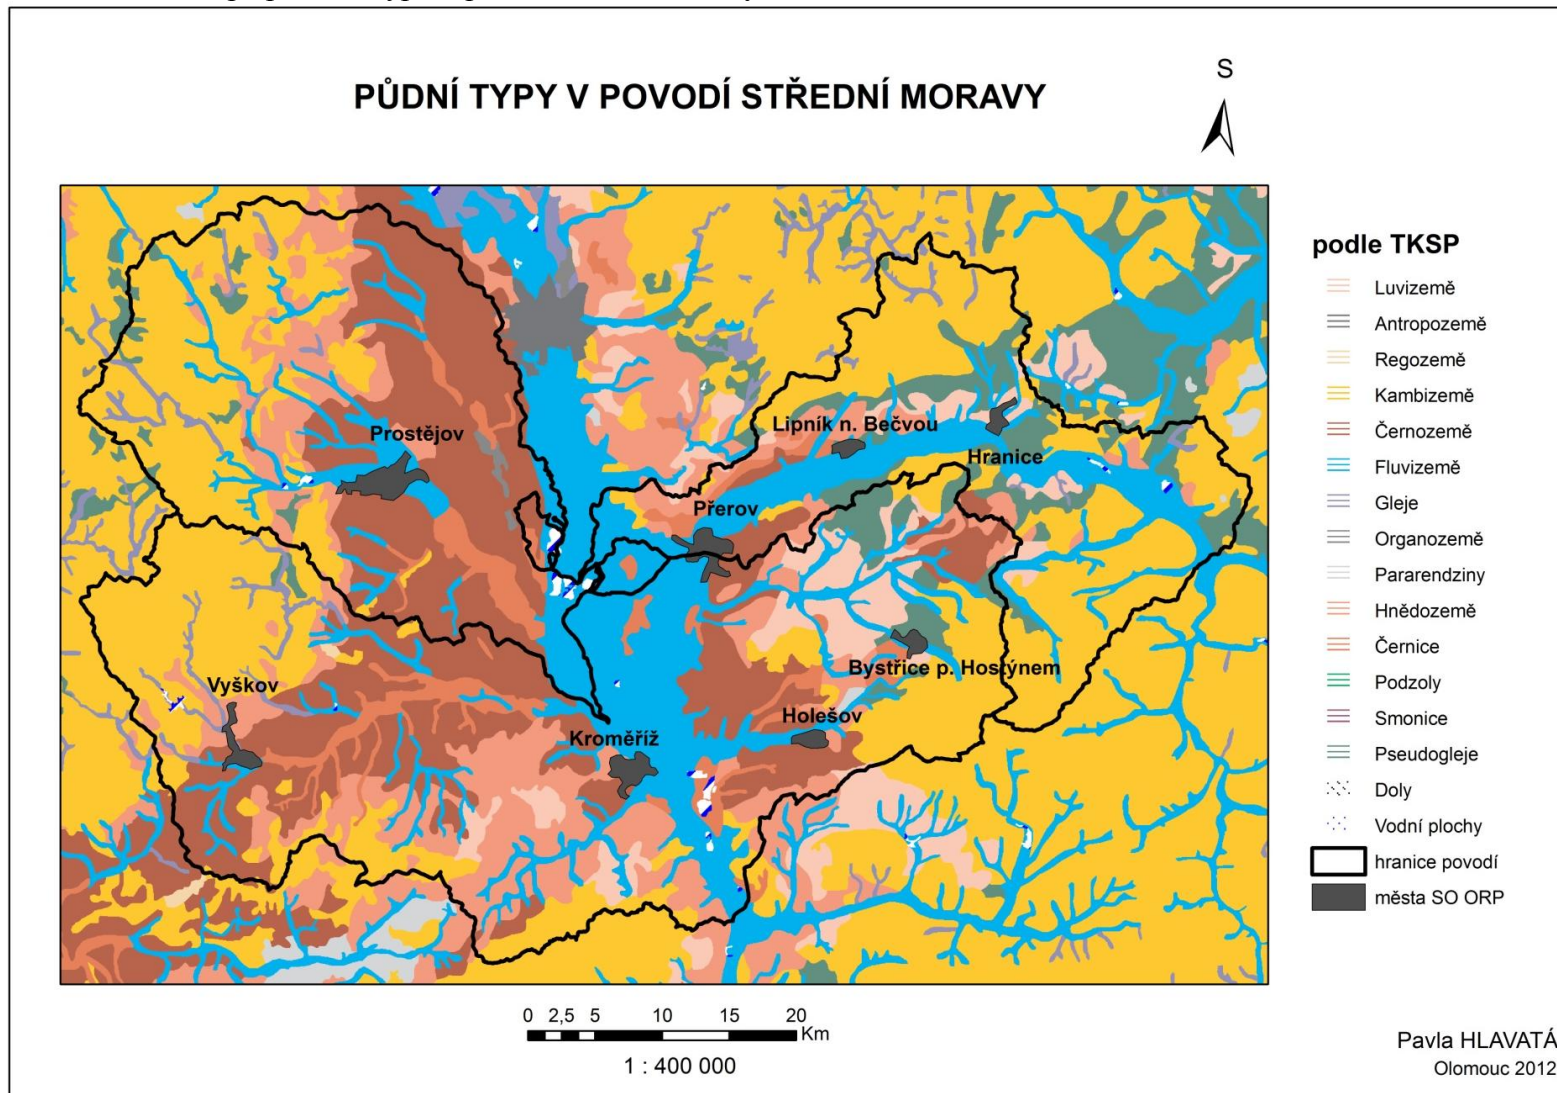 PŮDNÍ TYPY V POVODÍ STŘEDNÍ MORAVY
S
Prostějov
Lipník n. Bečvou
Hranice
Přerov
Bystřice p. Hostýnem
Vyškov
Holešov
Kroměříž
podle TKSP
Luvizemě
Antropozemě
Regozemě
Kambizemě
Černozemě
Fluvizemě
Gleje
Organozemě
Pararendziny
Hnědozemě
Černice
Podzoly
Smonice
Pseudogleje
Doly
Vodní plochy
hranice povodí
města SO ORP
0 2,5 5 10 15 20
Km
1 : 400 000
Pavla HLAVATÁ
Olomouc 2012